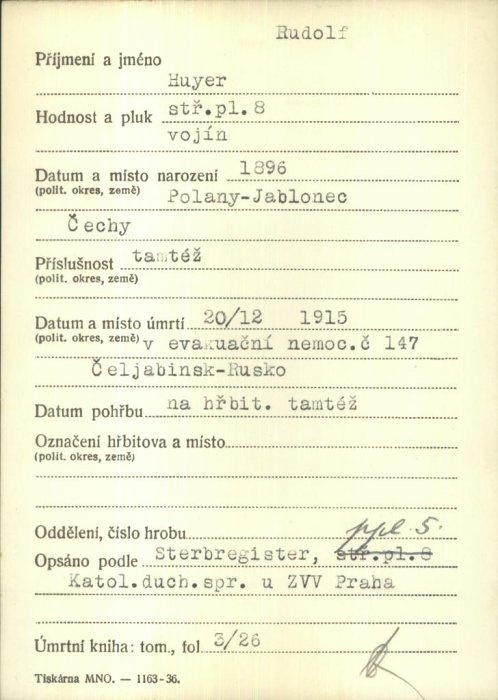 Rudolf
Příjmení a jméno
Huyer
Hodnost a pluk stř.pl.8
vojín
Datum a místo narození 1896
(polit. okres, země) Polany-Jablonec
Čechy
Příslušnost tamtéž
(polit. okres, země)
Datum a místo úmrtí 20/12 1915
(polit. okres, země) v evakuační nemoc.č 147
Čeljabinsk-Rusko
Datum pohřbu na hřbit. tamtéž
Označení hřbitova a místo
(polit. okres, země)
ppl 5.
Oddělení, číslo hrobu
Opsáno podle Sterbregister, stř.pl.8
Katol.duch.spr. u ZVV Praha
Úmrtní kniha: tom., fol 3/26
Tiskárna MNO. — 1163-36.